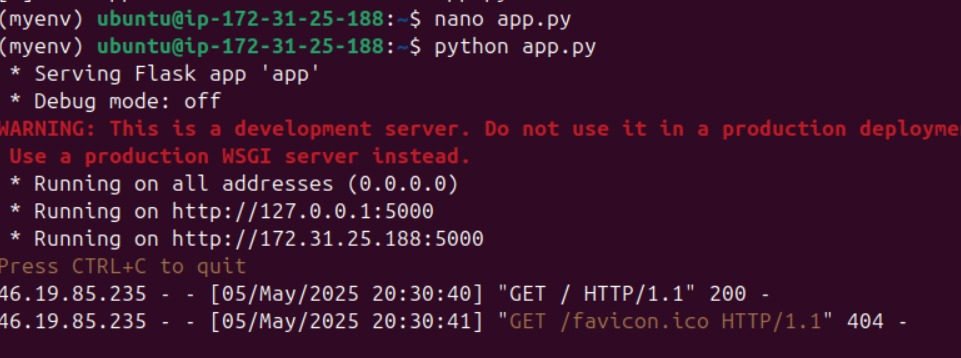 (myenv) ubuntu@ip-172-31-25-188:~$ nano app.py
(myenv) ubuntu@ip-172-31-25-188:~$ python app.py
 * Serving Flask app 'app'
 * Debug mode: off
WARNING: This is a development server. Do not use it in a production deployme
 Use a production WSGI server instead.
 * Running on all addresses (0.0.0.0)
 * Running on http://127.0.0.1:5000
 * Running on http://172.31.25.188:5000
Press CTRL+C to quit
46.19.85.235 - - [05/May/2025 20:30:40] "GET / HTTP/1.1" 200 -
46.19.85.235 - - [05/May/2025 20:30:41] "GET /favicon.ico HTTP/1.1" 404 -